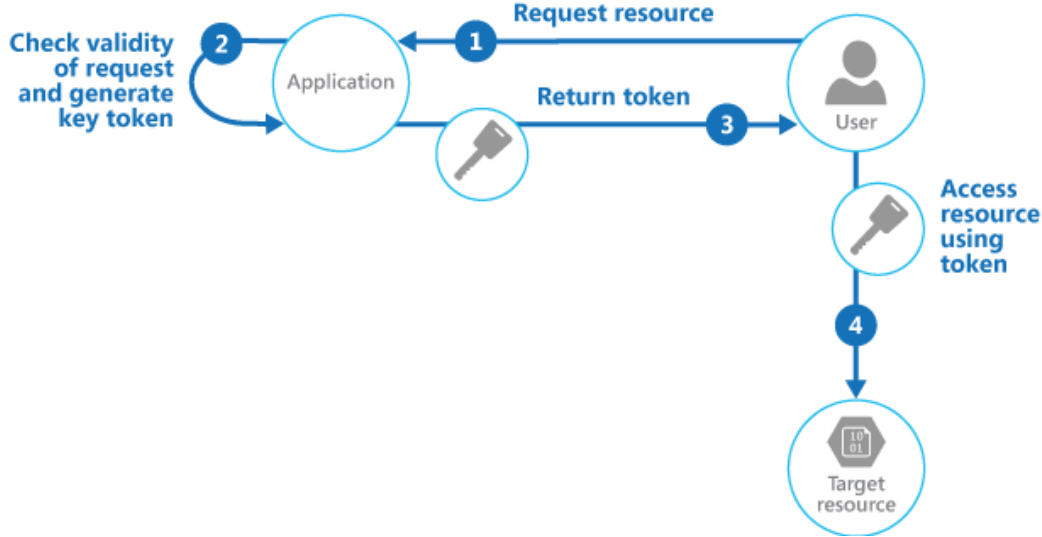 Request resource
1
2
Check validity
of request
and generate
key token
Application
Return token
3
User
Access
resource
using
token
4
10
01
Target
resource